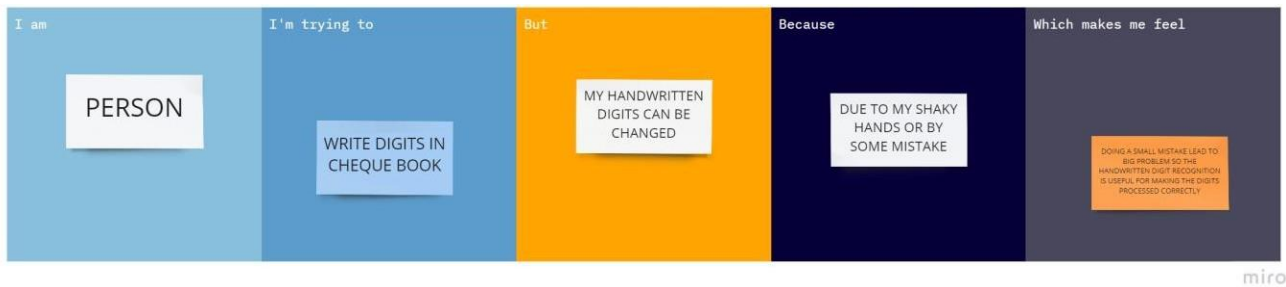 I am
PERSON
I'm trying to
WRITE DIGITS IN
CHEQUE BOOK
But
MY HANDWRITTEN
DIGITS CAN BE
CHANGED
Because
DUE TO MY SHAKY
HANDS OR BY
SOME MISTAKE
Which makes me feel
DOING A SMALL MISTAKE LEAD TO
BIG PROBLEM SO THE
HANDWRITTEN DIGIT RECOGNITION
IS USEFUL FOR MAKING THE DIGITS
PROCESSED CORRECTLY
miro